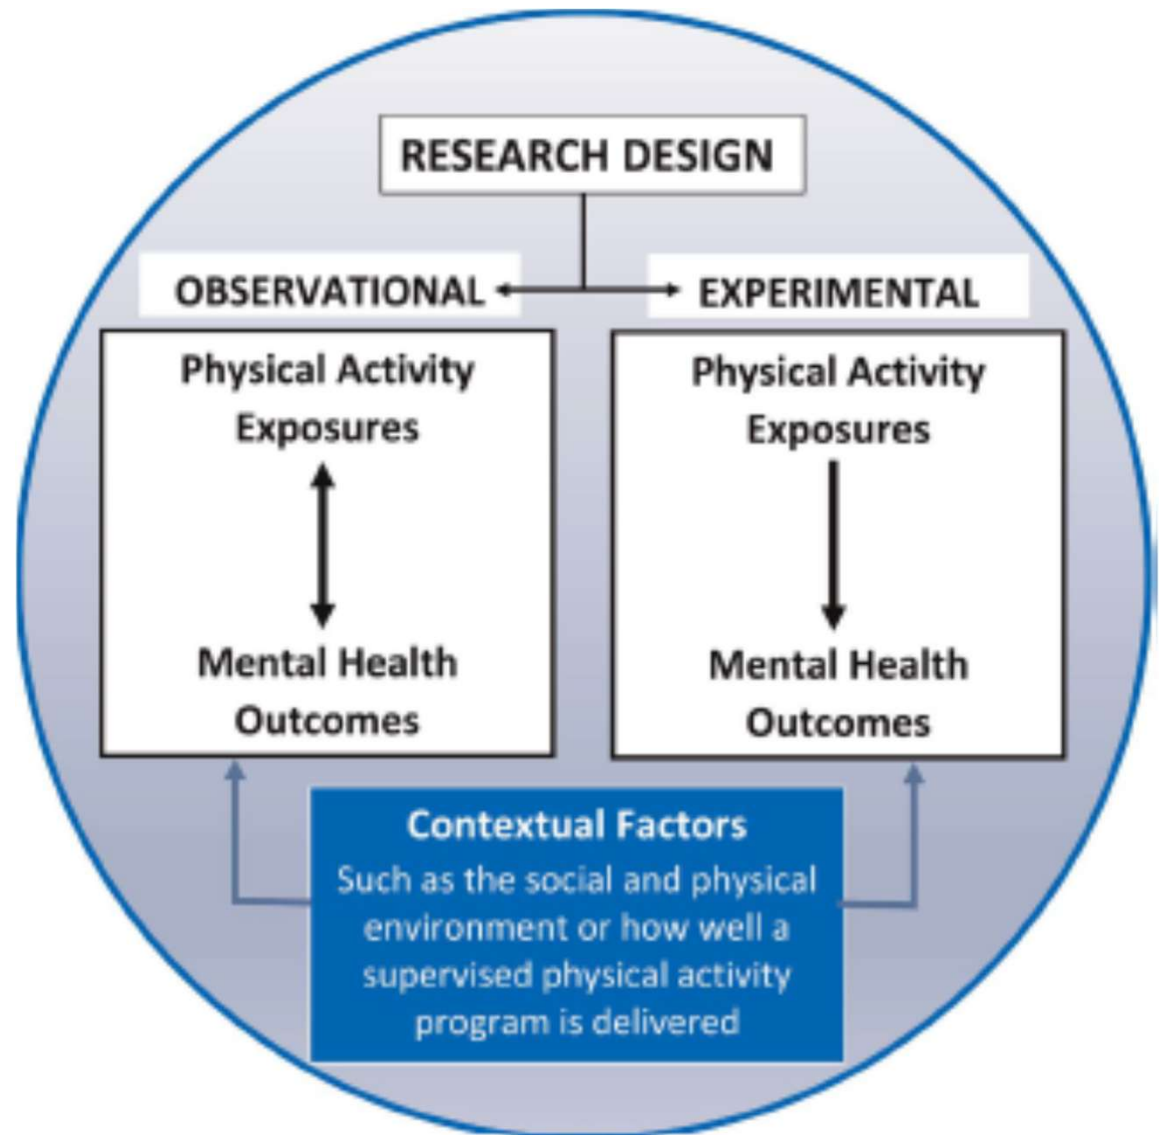 RESEARCH DESIGN
OBSERVATIONAL
EXPERIMENTAL
Physical Activity
Exposures
Mental Health
Outcomes
Physical Activity
Exposures
Mental Health
Outcomes
Contextual Factors
Such as the social and physical
environment or how well a
supervised physical activity
program is delivered